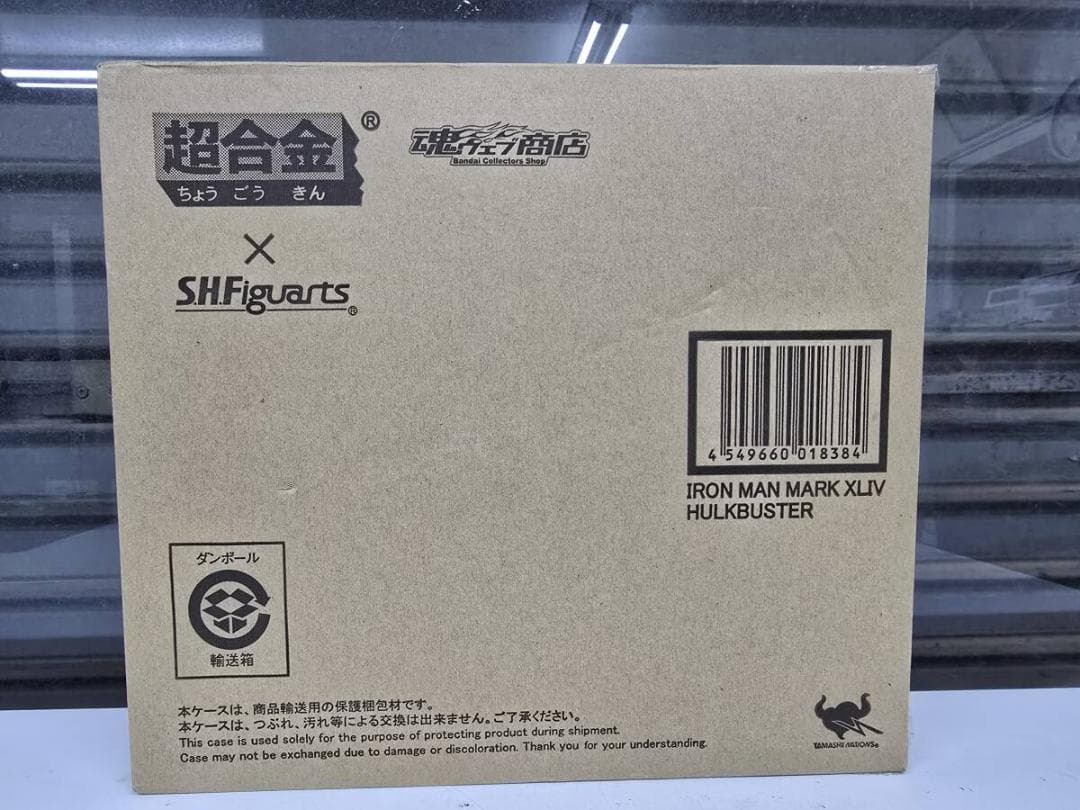 超合金®
ちょうごうきん
×
S.H.Figuarts®
魂ウェブ商店
Bandai Collectors Shop
4 549660 018384
IRON MAN MARK XLIV
HULKBUSTER
ダンボール
輸送箱
本ケースは、商品輸送用の保護梱包材です。
本ケースは、つぶれ、汚れ等による交換は出来ません。ご了承ください。
This case is used solely for the purpose of protecting product during shipment.
Case may not be exchanged due to damage or discoloration. Thank you for your understanding.
TAMASHII NATIONS®